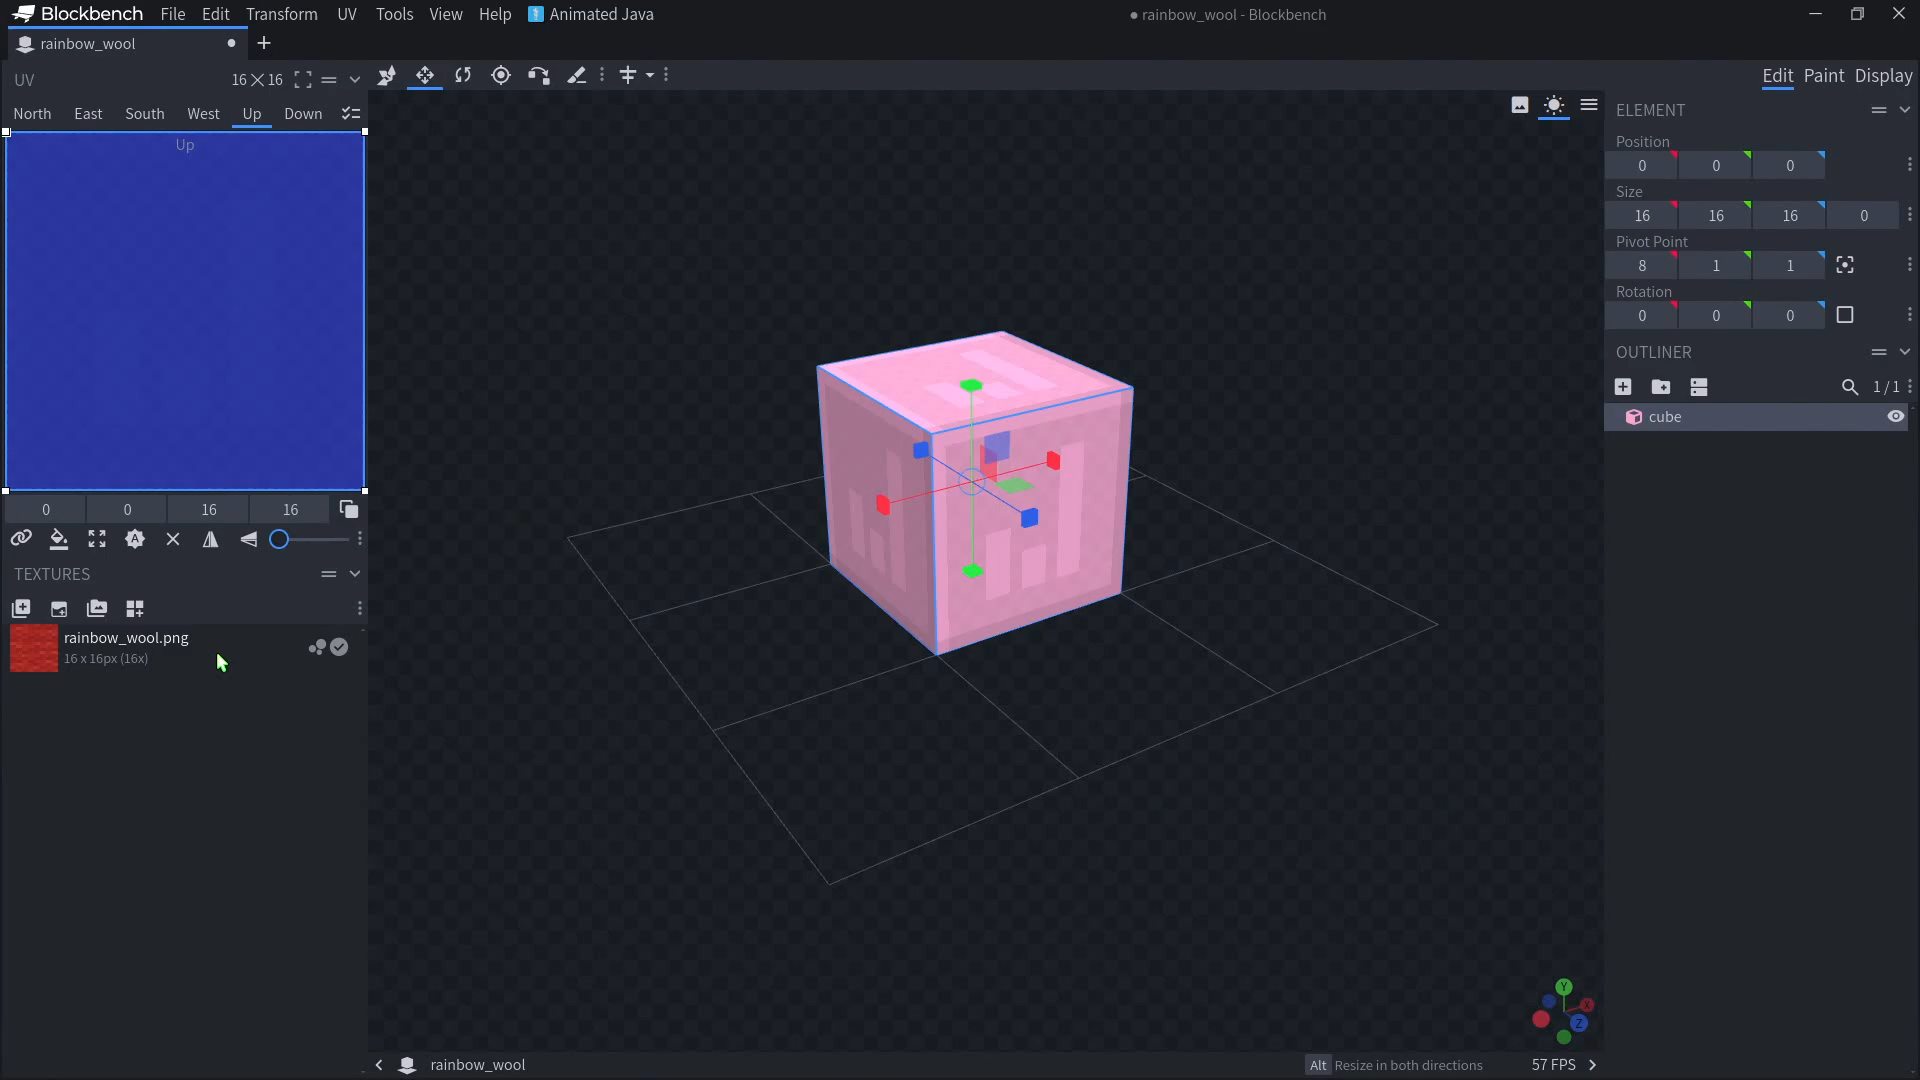 Blockbench File Edit Transform UV Tools View Help Animated Java
● rainbow_wool - Blockbench
rainbow_wool
UV
16 × 16
Edit Paint Display
North East South West Up Down
Up
0 0 16 16
TEXTURES
rainbow_wool.png
16 x 16px (16x)
ELEMENT
Position
0 0 0
Size
16 16 16 0
Pivot Point
8 1 1
Rotation
0 0 0
OUTLINER
1 / 1
cube
Y
X
Z
rainbow_wool
Alt Resize in both directions
57 FPS